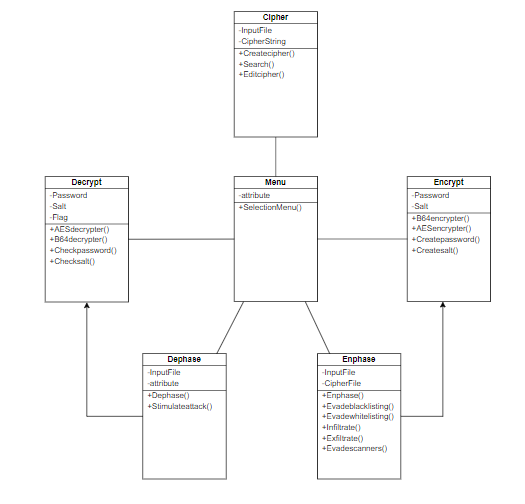 Cipher
-InputFile
-CipherString
+Createcipher()
+Search()
+Editcipher()
Decrypt
-Password
-Salt
-Flag
+AESdecrypter()
+B64decrypter()
+Checkpassword()
+Checksalt()
Menu
-attribute
+SelectionMenu()
Encrypt
-Password
-Salt
+B64encrypter()
+AESencrypter()
+Createpassword()
+Createsalt()
Dephase
-InputFile
-attribute
+Dephase()
+Stimulateattack()
Enphase
-InputFile
-CipherFile
+Enphase()
+Evadeblacklisting()
+Evadewhitelisting()
+Infiltrate()
+Exfiltrate()
+Evadescanners()